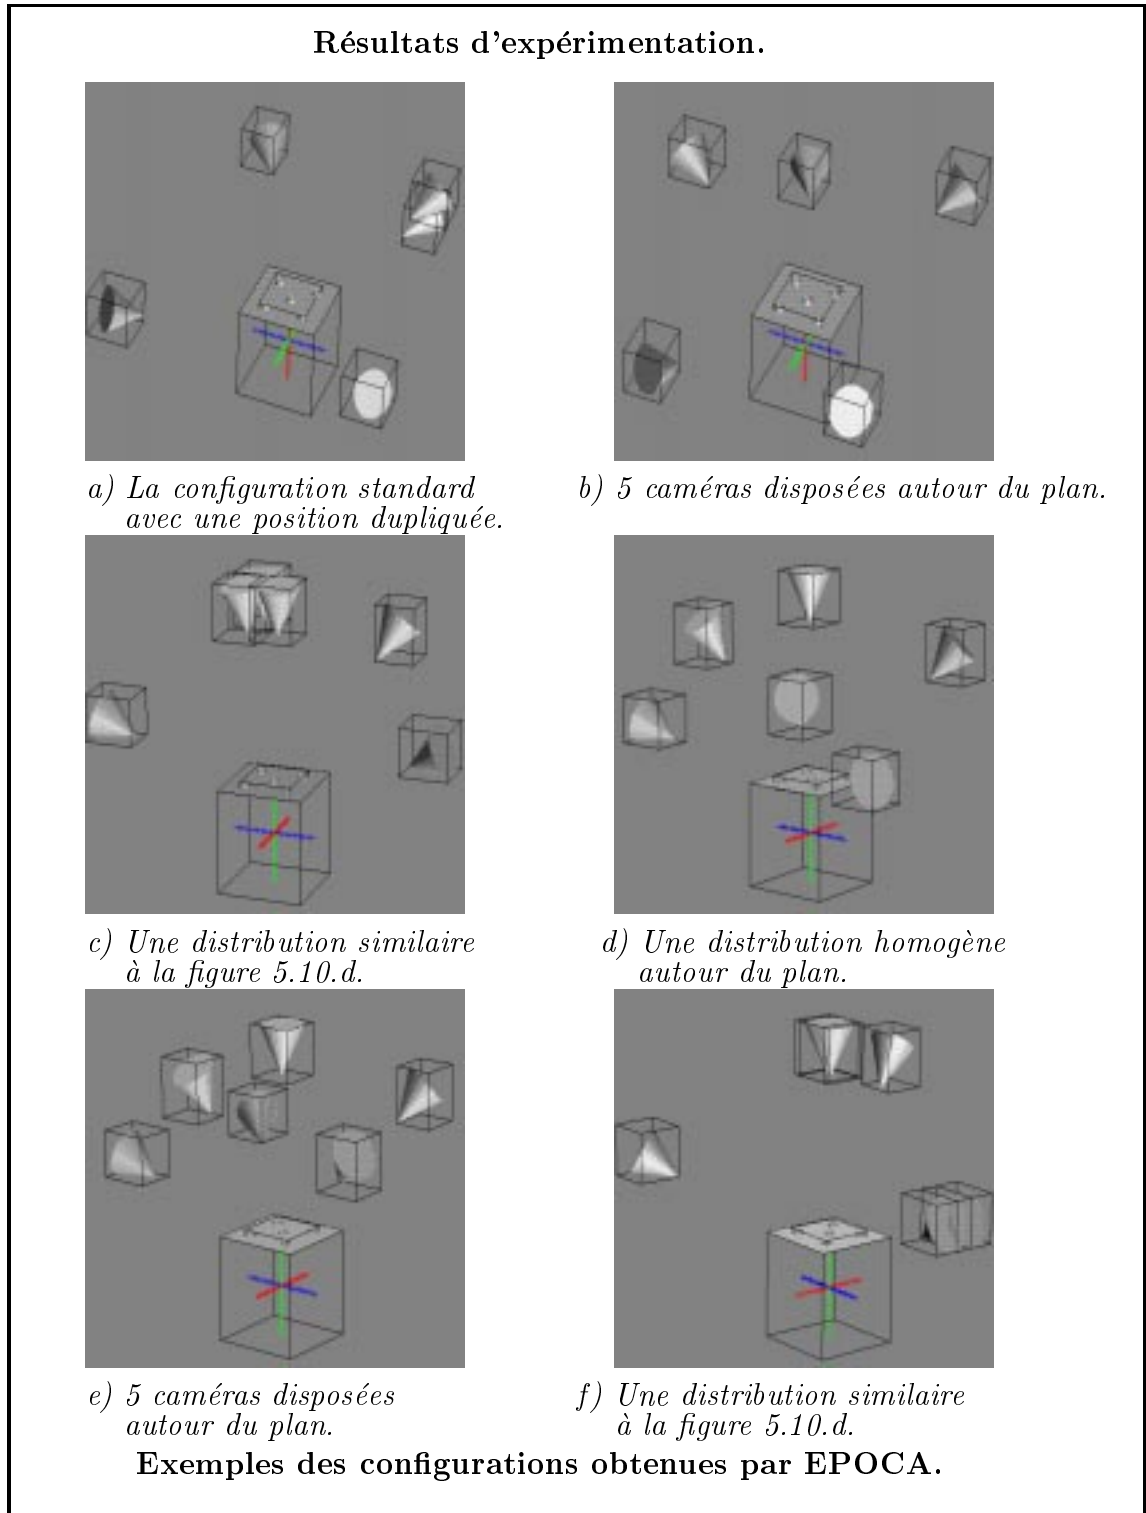 Résultats d'expérimentation.
a) La configuration standard
avec une position dupliquée.
b) 5 caméras disposées autour du plan.
c) Une distribution similaire
à la figure 5.10.d.
d) Une distribution homogène
autour du plan.
e) 5 caméras disposées
autour du plan.
f) Une distribution similaire
à la figure 5.10.d.
Exemples des configurations obtenues par EPOCA.